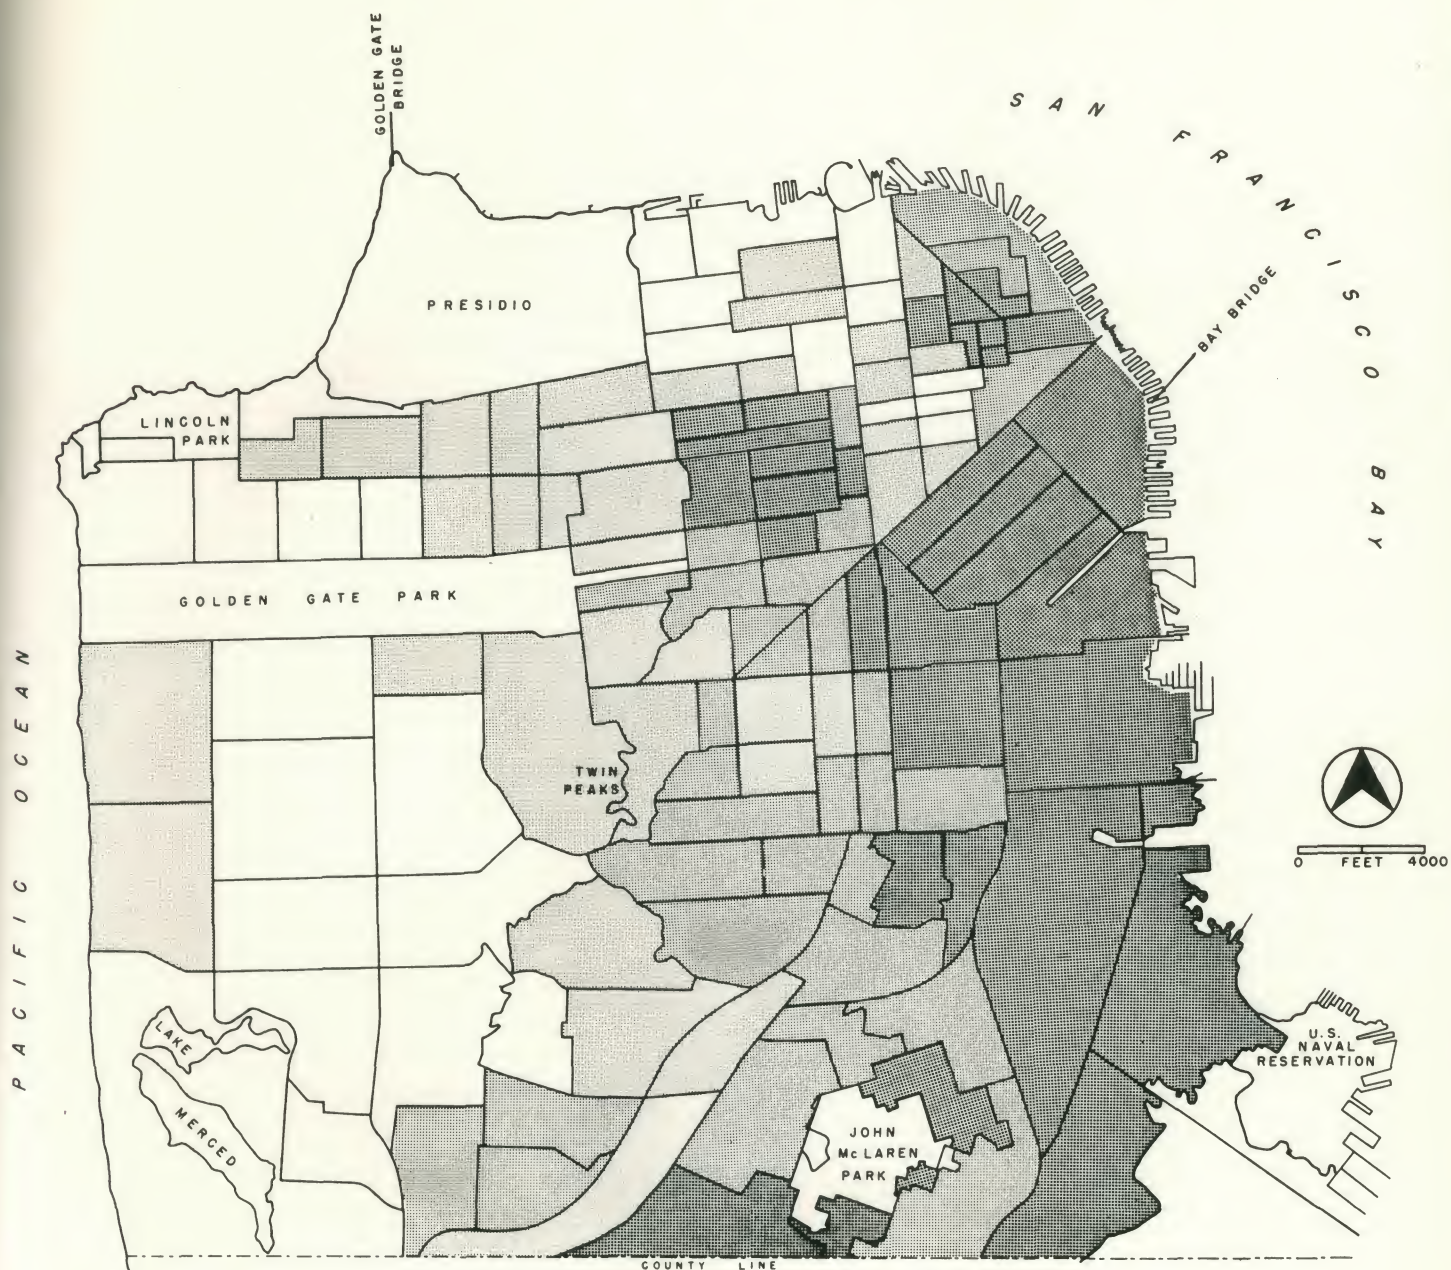 GOLDEN GATE
BRIDGE
SAN FRANCISCO BAY
BAY BRIDGE
PRESIDIO
LINCOLN
PARK
GOLDEN GATE PARK
PACIFIC OCEAN
TWIN
PEAKS
0 FEET 4000
LAKE
MERCED
U.S.
NAVAL
RESERVATION
JOHN
McLAREN
PARK
COUNTY LINE